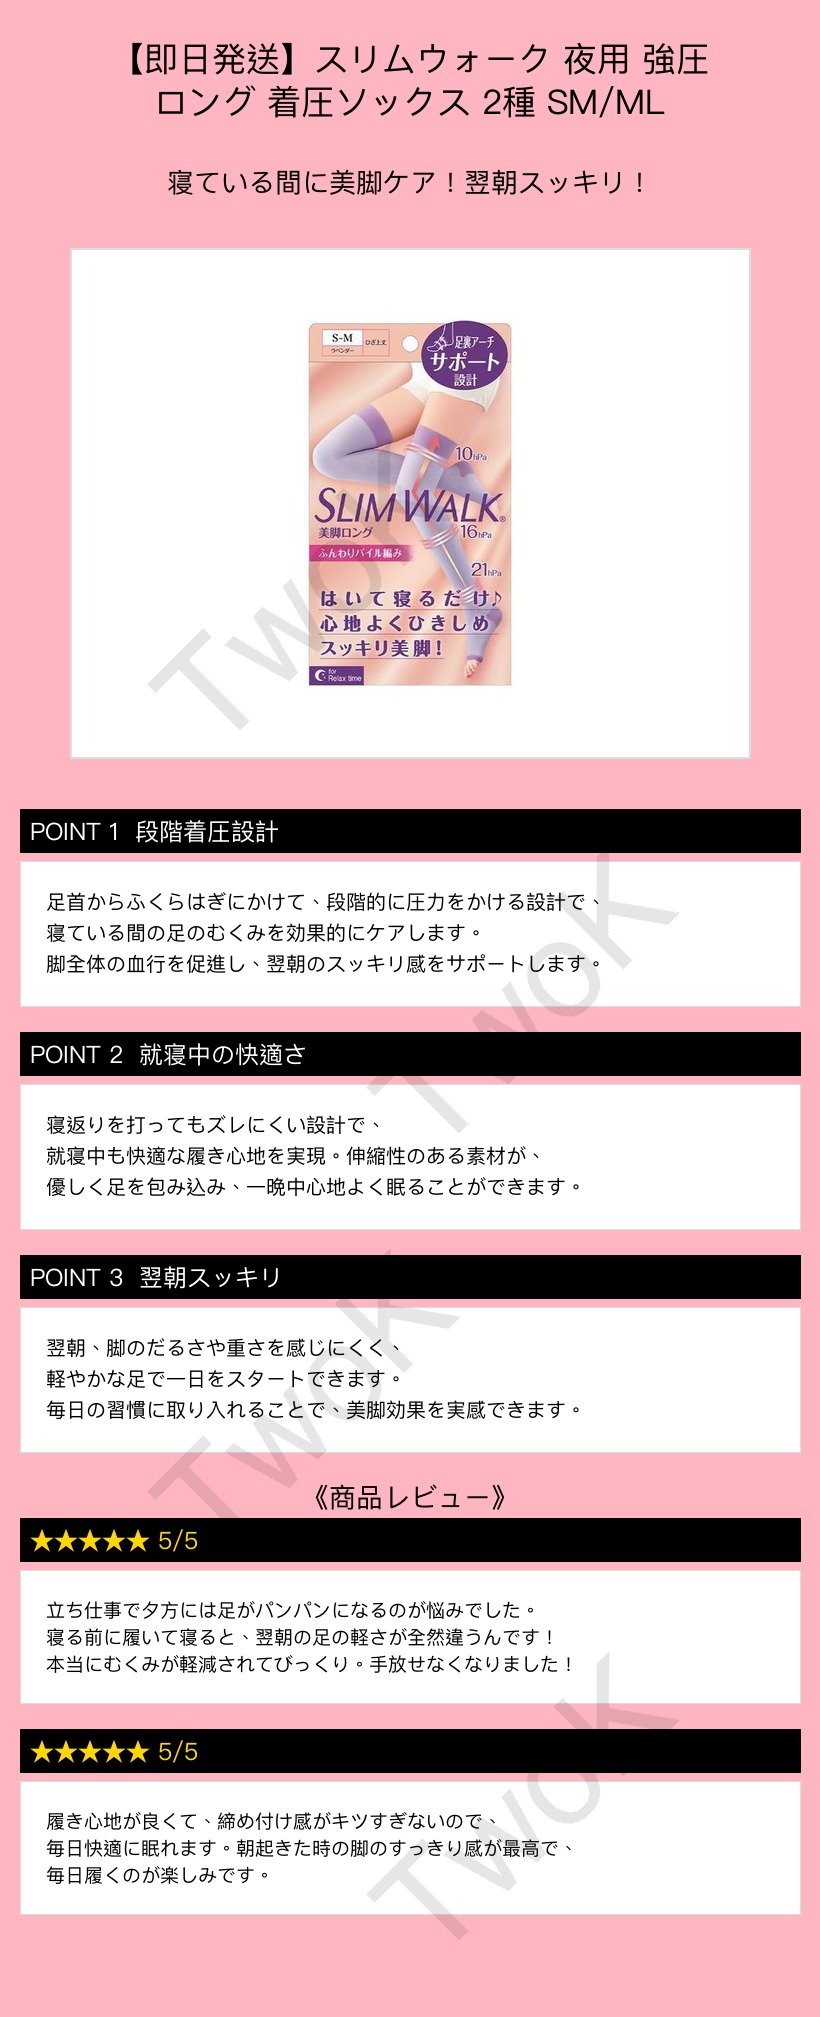 【即日発送】スリムウォーク 夜用 強圧
ロング 着圧ソックス 2種 SM/ML
寝ている間に美脚ケア！翌朝スッキリ！
S-M
ラベンダー
ひざ上丈
足裏アーチ
サポート
設計
10hPa
SLIM WALK®
美脚ロング
16hPa
ふんわりパイル編み
21hPa
はいて寝るだけ♪
心地よくひきしめ
スッキリ美脚！
for
Relax time
TwoK
POINT 1 段階着圧設計
足首からふくらはぎにかけて、段階的に圧力をかける設計で、
寝ている間の足のむくみを効果的にケアします。
脚全体の血行を促進し、翌朝のスッキリ感をサポートします。
TwoK
POINT 2 就寝中の快適さ
寝返りを打ってもズレにくい設計で、
就寝中も快適な履き心地を実現。伸縮性のある素材が、
優しく足を包み込み、一晩中心地よく眠ることができます。
POINT 3 翌朝スッキリ
翌朝、脚のだるさや重さを感じにくく、
軽やかな足で一日をスタートできます。
毎日の習慣に取り入れることで、美脚効果を実感できます。
TwoK
《商品レビュー》
★★★★★ 5/5
立ち仕事で夕方には足がパンパンになるのが悩みでした。
寝る前に履いて寝ると、翌朝の足の軽さが全然違うんです！
本当にむくみが軽減されてびっくり。手放せなくなりました！
★★★★★ 5/5
履き心地が良くて、締め付け感がキツすぎないので、
毎日快適に眠れます。朝起きた時の脚のすっきり感が最高で、
毎日履くのが楽しみです。
TwoK